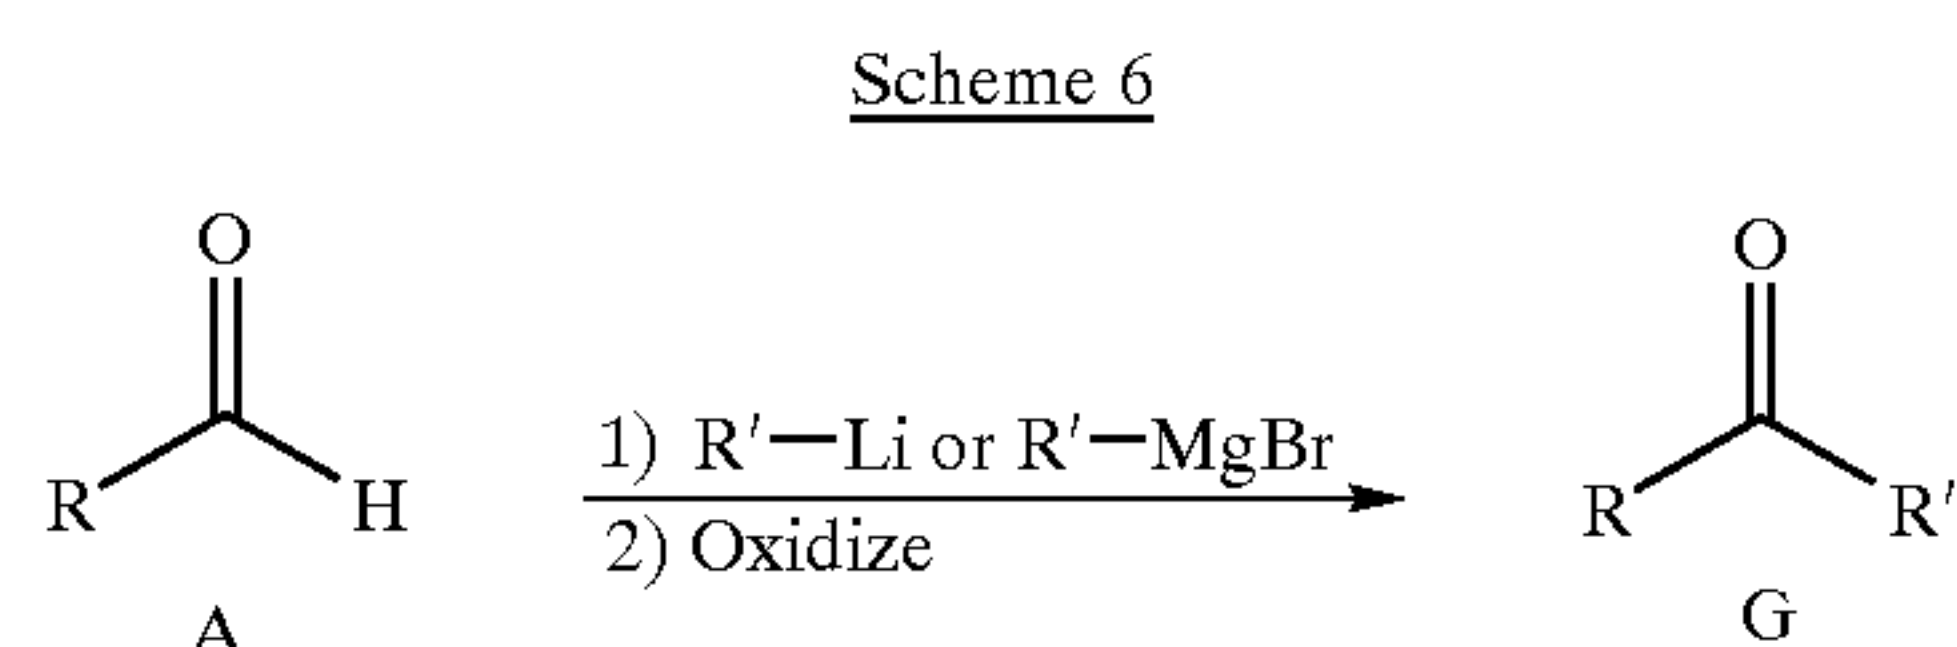 Scheme 6
O
R
H
A
1) R'—Li or R'—MgBr
2) Oxidize
O
R
R'
G